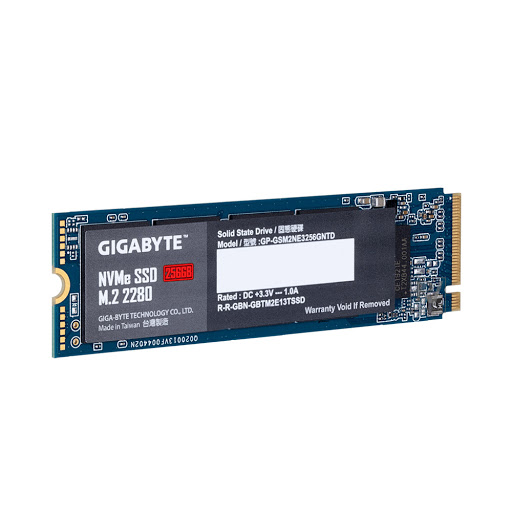 GIGABYTE™
NVMe SSD 256GB
M.2 2280
GIGA-BYTE TECHNOLOGY CO., LTD.
Made in Taiwan 台灣製造
Solid State Drive / 固態硬碟
Model / 型號 :GP-GSM2NE3256GNTD
Rated : DC +3.3V --- 1.0A
R-R-GBN-GBTM2E13TSSD
Warranty Void If Removed
QD20013VF004402N